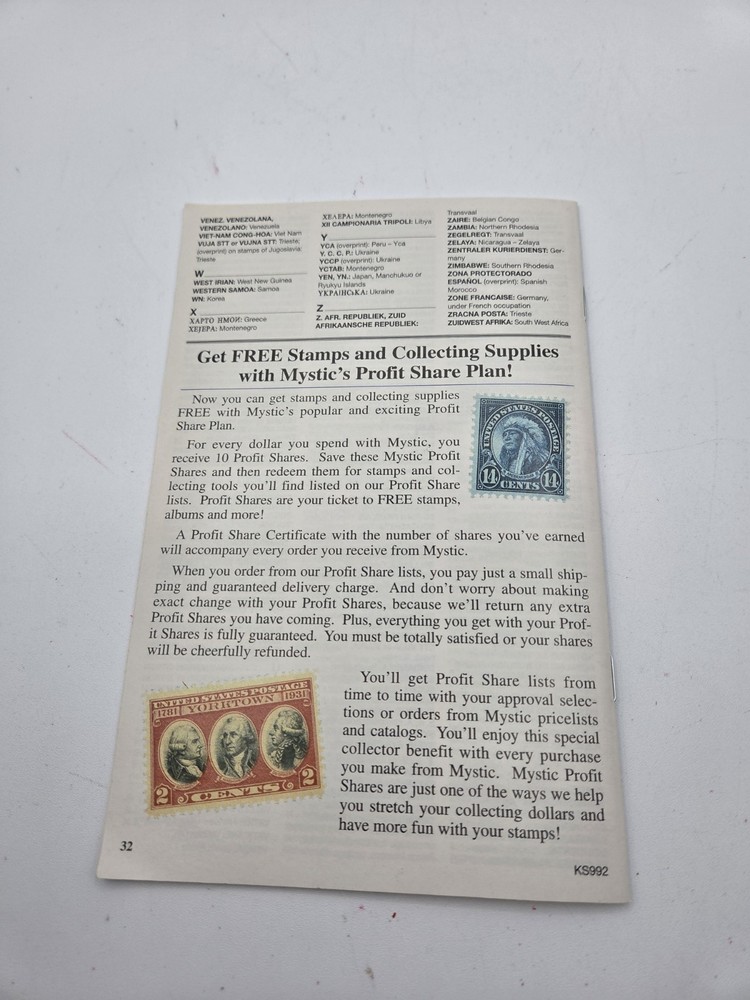 VENEZ. VENEZOLANA,
VENEZOLANO: Venezuela
VIET-NAM CONG-HOA: Viet Nam
VUJA STT or VUJNA STT: Trieste;
(overprint) on stamps of Jugoslavia:
Trieste
W
WEST IRIAN: West New Guinea
WESTERN SAMOA: Samoa
WN: Korea
X
ХАРТО НМОИ: Greece
ХЕЈЕРА: Montenegro
ХЕЛЕРА: Montenegro
XII CAMPIONARIA TRIPOLI: Libya
Y
YCA (overprint): Peru – Yca
Y. C. C. P.: Ukraine
YCCP (overprint): Ukraine
YCTAB: Montenegro
YEN, YN.: Japan, Manchukuo or
Ryukyu Islands
УКРАІНСЬКА: Ukraine
Z
Z. AFR. REPUBLIEK, ZUID
AFRIKAANSCHE REPUBLIEK:
Transvaal
ZAIRE: Belgian Congo
ZAMBIA: Northern Rhodesia
ZEGELREGT: Transvaal
ZELAYA: Nicaragua – Zelaya
ZENTRALER KURIERDIENST: Ger-
many
ZIMBABWE: Southern Rhodesia
ZONA PROTECTORADO
ESPAÑOL (overprint): Spanish
Morocco
ZONE FRANCAISE: Germany,
under French occupation
ZRACNA POSTA: Trieste
ZUIDWEST AFRIKA: South West Africa
Get FREE Stamps and Collecting Supplies
with Mystic's Profit Share Plan!
Now you can get stamps and collecting supplies
FREE with Mystic's popular and exciting Profit
Share Plan.
For every dollar you spend with Mystic, you
receive 10 Profit Shares. Save these Mystic Profit
Shares and then redeem them for stamps and col-
lecting tools you'll find listed on our Profit Share
lists. Profit Shares are your ticket to FREE stamps,
albums and more!
UNITED STATES POSTAGE
14 CENTS 14
A Profit Share Certificate with the number of shares you've earned
will accompany every order you receive from Mystic.
When you order from our Profit Share lists, you pay just a small ship-
ping and guaranteed delivery charge. And don't worry about making
exact change with your Profit Shares, because we'll return any extra
Profit Shares you have coming. Plus, everything you get with your Prof-
it Shares is fully guaranteed. You must be totally satisfied or your shares
will be cheerfully refunded.
UNITED STATES POSTAGE
1781 YORKTOWN 1931
2 CENTS 2
You'll get Profit Share lists from
time to time with your approval selec-
tions or orders from Mystic pricelists
and catalogs. You'll enjoy this special
collector benefit with every purchase
you make from Mystic. Mystic Profit
Shares are just one of the ways we help
you stretch your collecting dollars and
have more fun with your stamps!
32
KS992